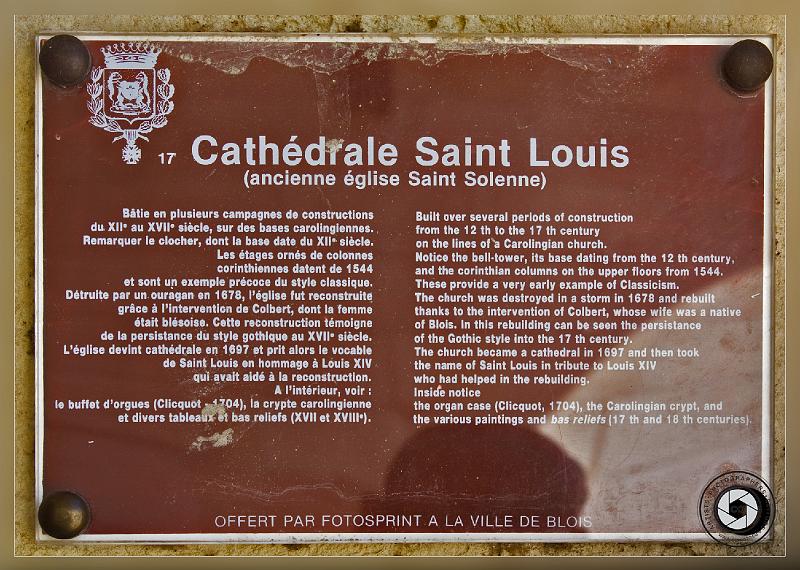 17 Cathédrale Saint Louis
(ancienne église Saint Solenne)
Bâtie en plusieurs campagnes de constructions
du XIIᵉ au XVIIᵉ siècle, sur des bases carolingiennes.
Remarquer le clocher, dont la base date du XIIᵉ siècle.
Les étages ornés de colonnes
corinthiennes datent de 1544
et sont un exemple précoce du style classique.
Détruite par un ouragan en 1678, l'église fut reconstruite
grâce à l'intervention de Colbert, dont la femme
était blésoise. Cette reconstruction témoigne
de la persistance du style gothique au XVIIᵉ siècle.
L'église devint cathédrale en 1697 et prit alors le vocable
de Saint Louis en hommage à Louis XIV
qui avait aidé à la reconstruction.
A l'intérieur, voir :
le buffet d'orgues (Clicquot, 1704), la crypte carolingienne
et divers tableaux et bas reliefs (XVII et XVIIIᵉ).
Built over several periods of construction
from the 12 th to the 17 th century
on the lines of a Carolingian church.
Notice the bell-tower, its base dating from the 12 th century,
and the corinthian columns on the upper floors from 1544.
These provide a very early example of Classicism.
The church was destroyed in a storm in 1678 and rebuilt
thanks to the intervention of Colbert, whose wife was a native
of Blois. In this rebuilding can be seen the persistance
of the Gothic style into the 17 th century.
The church became a cathedral in 1697 and then took
the name of Saint Louis in tribute to Louis XIV
who had helped in the rebuilding.
Inside notice
the organ case (Clicquot, 1704), the Carolingian crypt, and
the various paintings and bas reliefs (17 th and 18 th centuries).
OFFERT PAR FOTOSPRINT A LA VILLE DE BLOIS